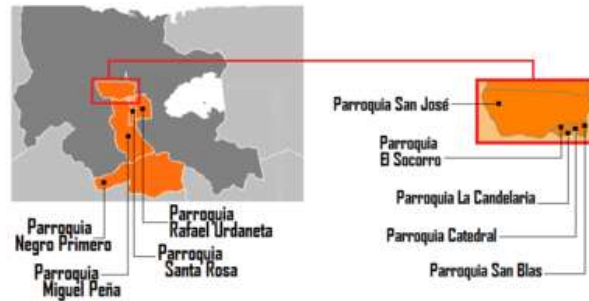 Parroquia San José
Parroquia
El Socorro
Parroquia La Candelaria
Parroquia Catedral
Parroquia San Blas
Parroquia
Negro Primero
Parroquia
Rafael Urdaneta
Parroquia
Santa Rosa
Parroquia
Miguel Peña